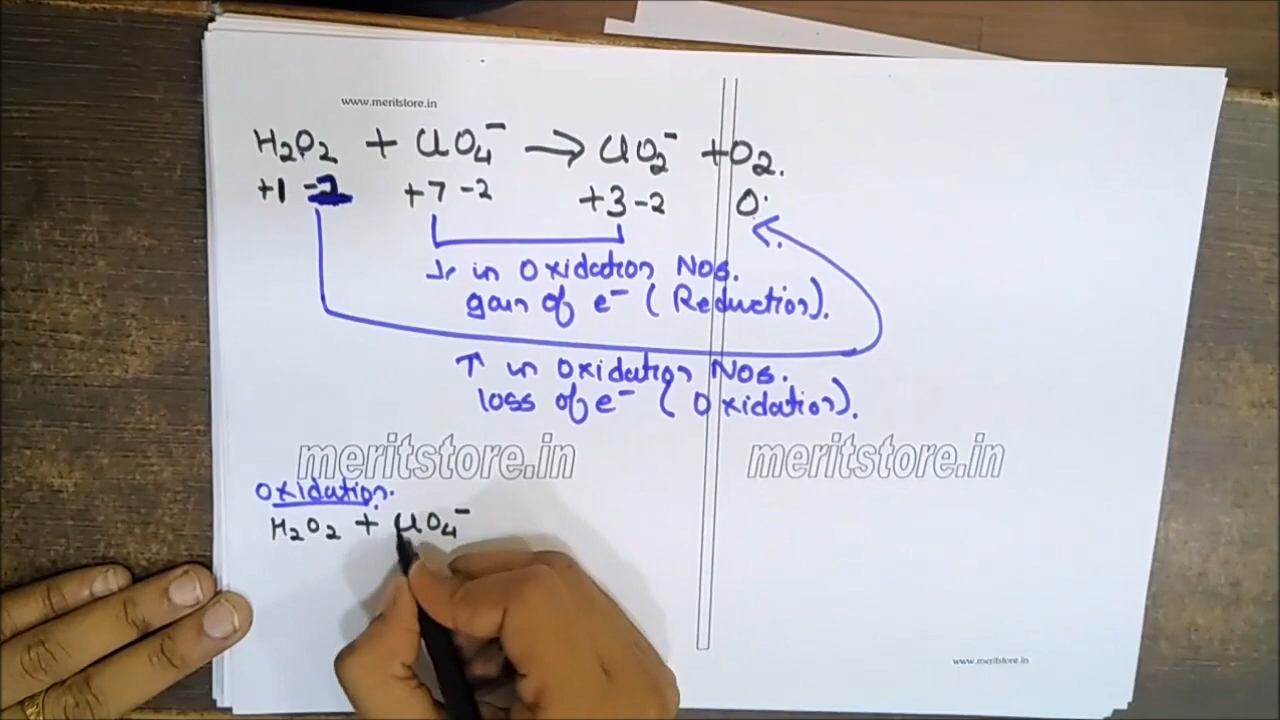 www.meritstore.in
H₂O₂ + ClO₄⁻ → ClO₂⁻ + O₂.
+1 +7 -2 +3 -2 0.
↓ in Oxidation Nos.
gain of e⁻ (Reduction).
↑ in Oxidation Nos.
loss of e⁻ (Oxidation).
meritstore.in meritstore.in
Oxidation.
H₂O₂ + ClO₄⁻
www.meritstore.in